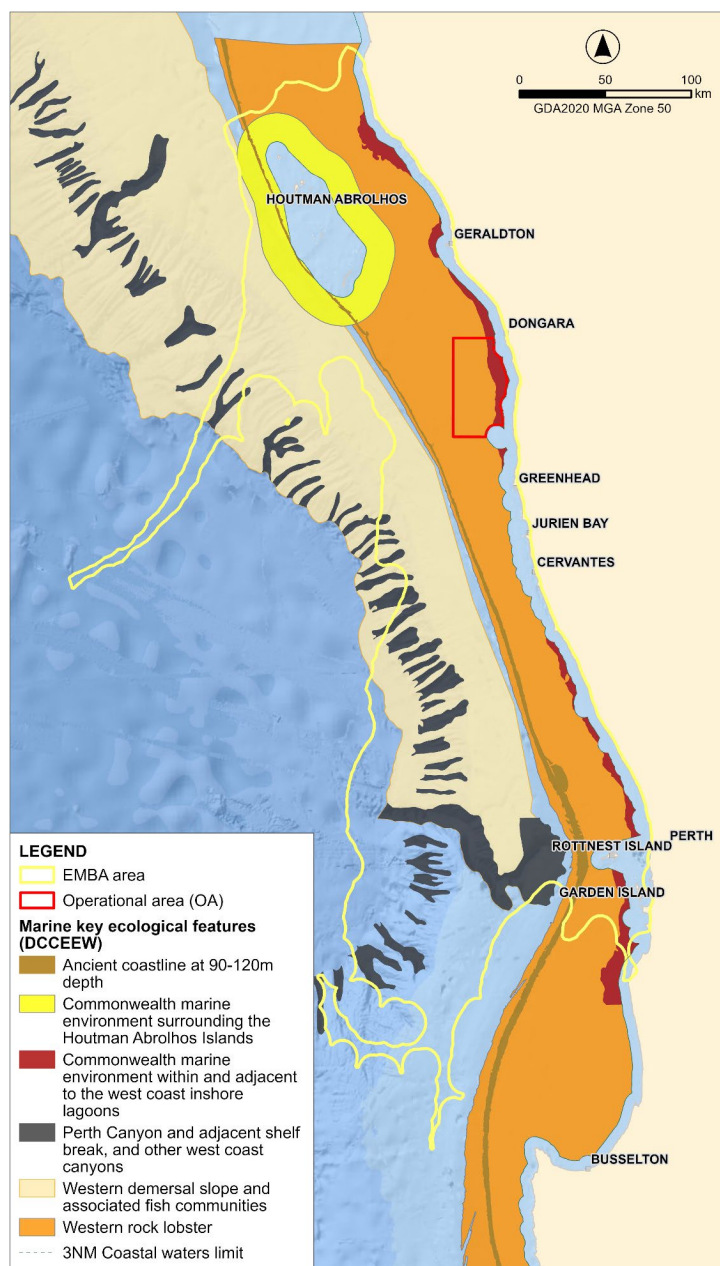 0 50 100
km
GDA2020 MGA Zone 50
HOUTMAN ABROLHOS
GERALDTON
DONGARA
GREENHEAD
JURIEN BAY
CERVANTES
PERTH
ROTTNEST ISLAND
GARDEN ISLAND
BUSSELTON
LEGEND
EMBA area
Operational area (OA)
Marine key ecological features
(DCCEEW)
Ancient coastline at 90-120m
depth
Commonwealth marine
environment surrounding the
Houtman Abrolhos Islands
Commonwealth marine
environment within and adjacent
to the west coast inshore
lagoons
Perth Canyon and adjacent shelf
break, and other west coast
canyons
Western demersal slope and
associated fish communities
Western rock lobster
3NM Coastal waters limit